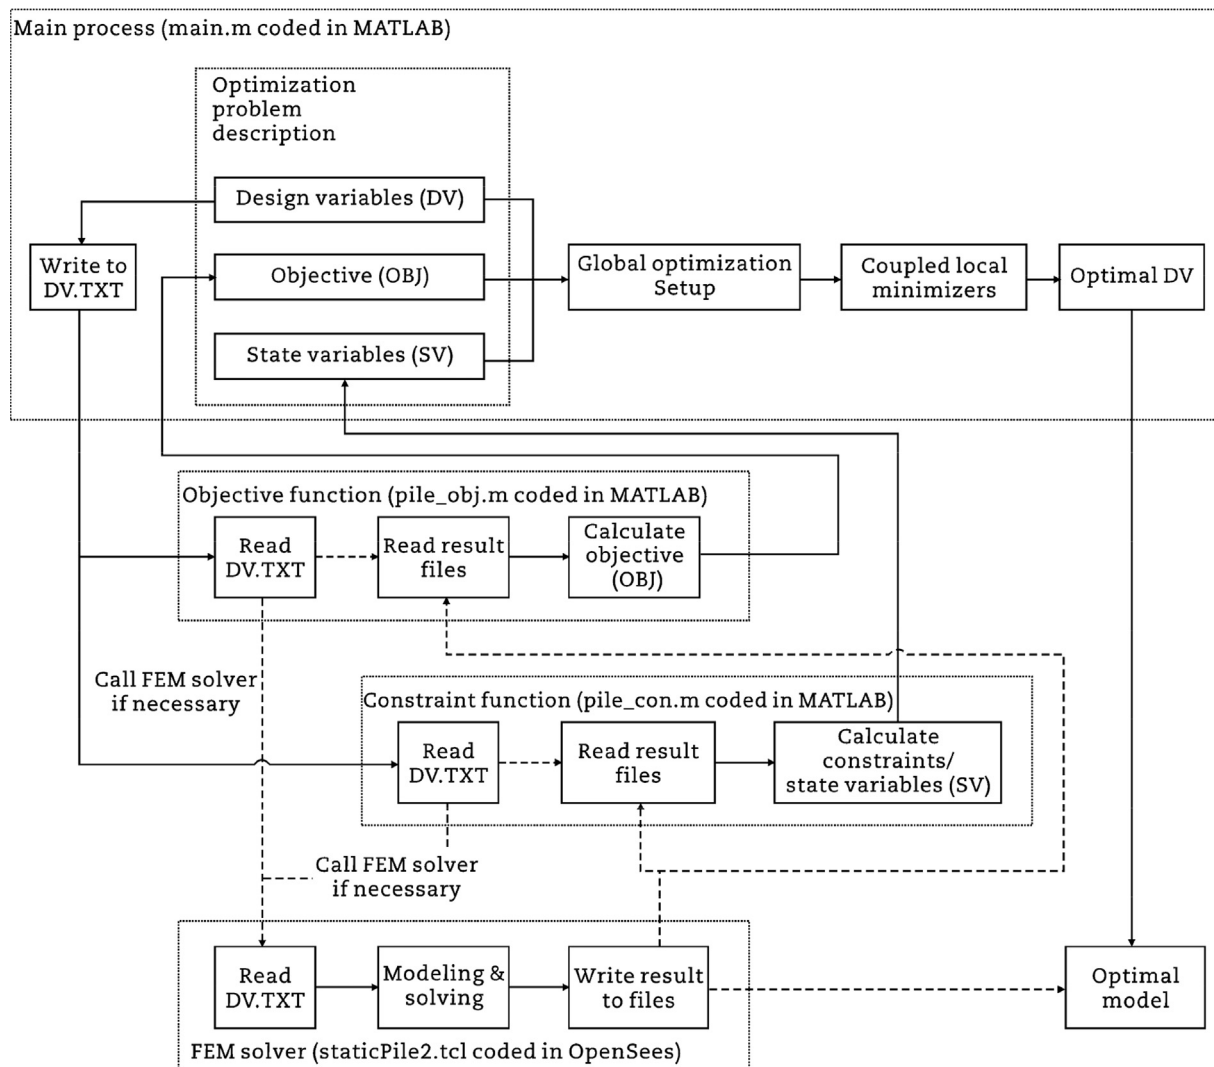 Main process (main.m coded in MATLAB)
Optimization
problem
description
Design variables (DV)
Write to
DV.TXT
Objective (OBJ)
Global optimization
Setup
Coupled local
minimizers
Optimal DV
State variables (SV)
Objective function (pile_obj.m coded in MATLAB)
Read
DV.TXT
Read result
files
Calculate
objective
(OBJ)
Call FEM solver
if necessary
Constraint function (pile_con.m coded in MATLAB)
Read
DV.TXT
Read result
files
Calculate
constraints/
state variables (SV)
Call FEM solver
if necessary
Read
DV.TXT
Modeling &
solving
Write result
to files
Optimal
model
FEM solver (staticPile2.tcl coded in OpenSees)